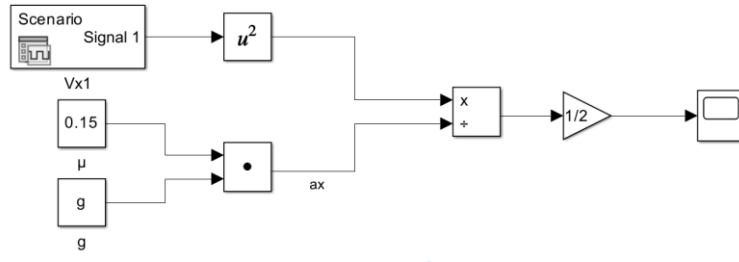 Scenario
Signal 1
Vx1
u²
0.15
μ
g
g
ax
x
÷
1/2